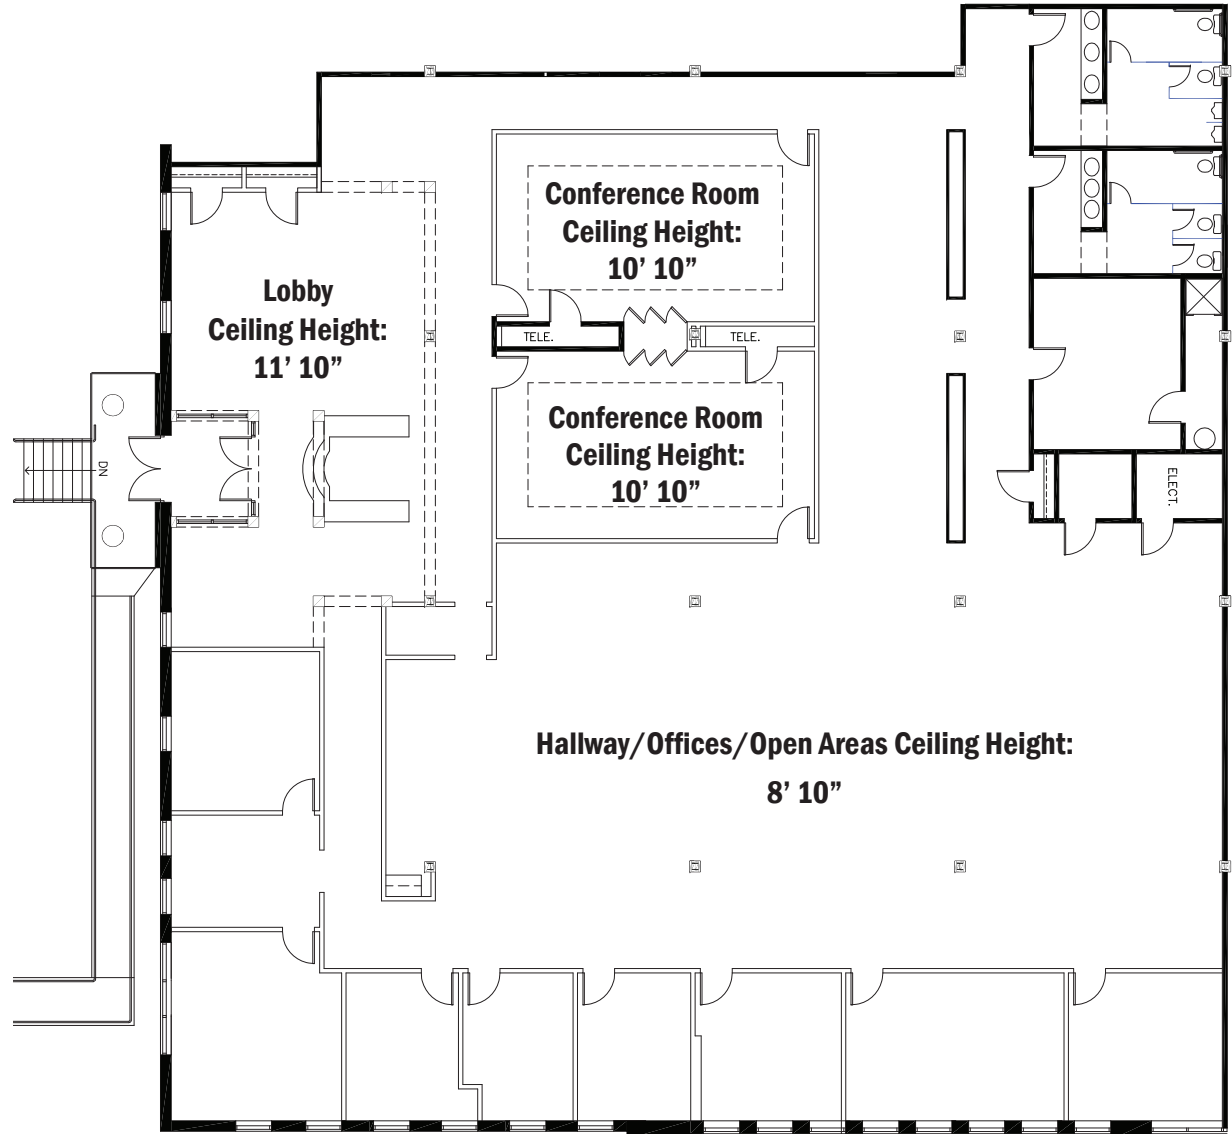 Conference Room
Ceiling Height:
10’ 10”
Lobby
Ceiling Height:
11’ 10”
TELE.
TELE.
Conference Room
Ceiling Height:
10’ 10”
DN
ELECT.
Hallway/Offices/Open Areas Ceiling Height:
8’ 10”